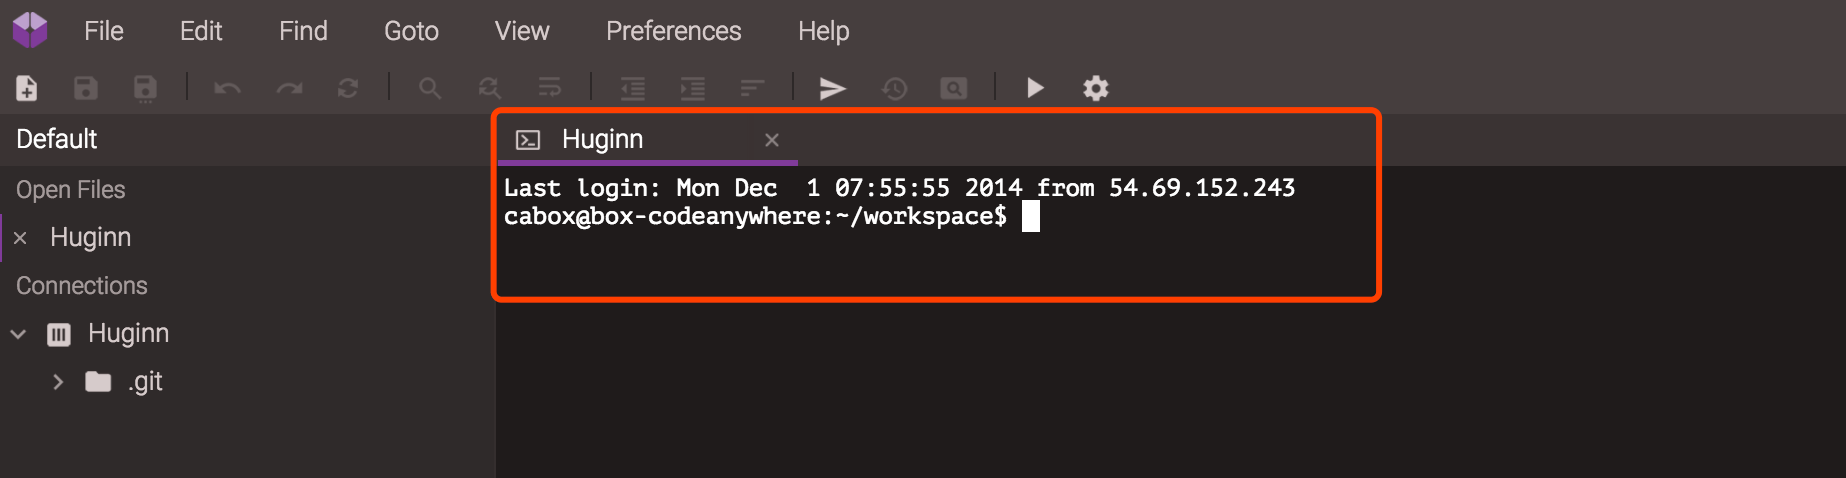 File Edit Find Goto View Preferences Help
Default
Huginn
Open Files
Huginn
Connections
Huginn
.git
Last login: Mon Dec  1 07:55:55 2014 from 54.69.152.243
cabox@box-codeanywhere:~/workspace$